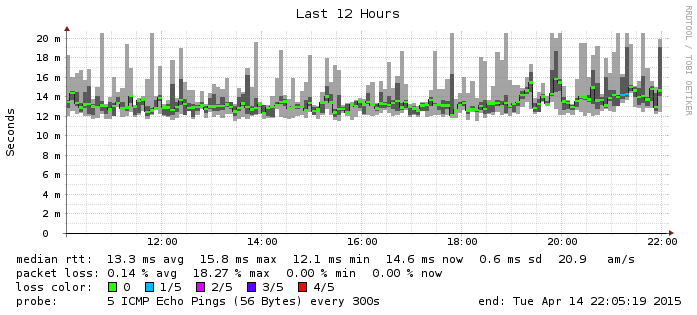 Last 12 Hours
RRDTOOL / TOBI OETIKER
Seconds
20 m
18 m
16 m
14 m
12 m
10 m
8 m
6 m
4 m
2 m
0
12:00 14:00 16:00 18:00 20:00 22:00
median rtt: 13.3 ms avg 15.8 ms max 12.1 ms min 14.6 ms now 0.6 ms sd 20.9 am/s
packet loss: 0.14 % avg 18.27 % max 0.00 % min 0.00 % now
loss color: 0 1/5 2/5 3/5 4/5
probe: 5 ICMP Echo Pings (56 Bytes) every 300s end: Tue Apr 14 22:05:19 2015